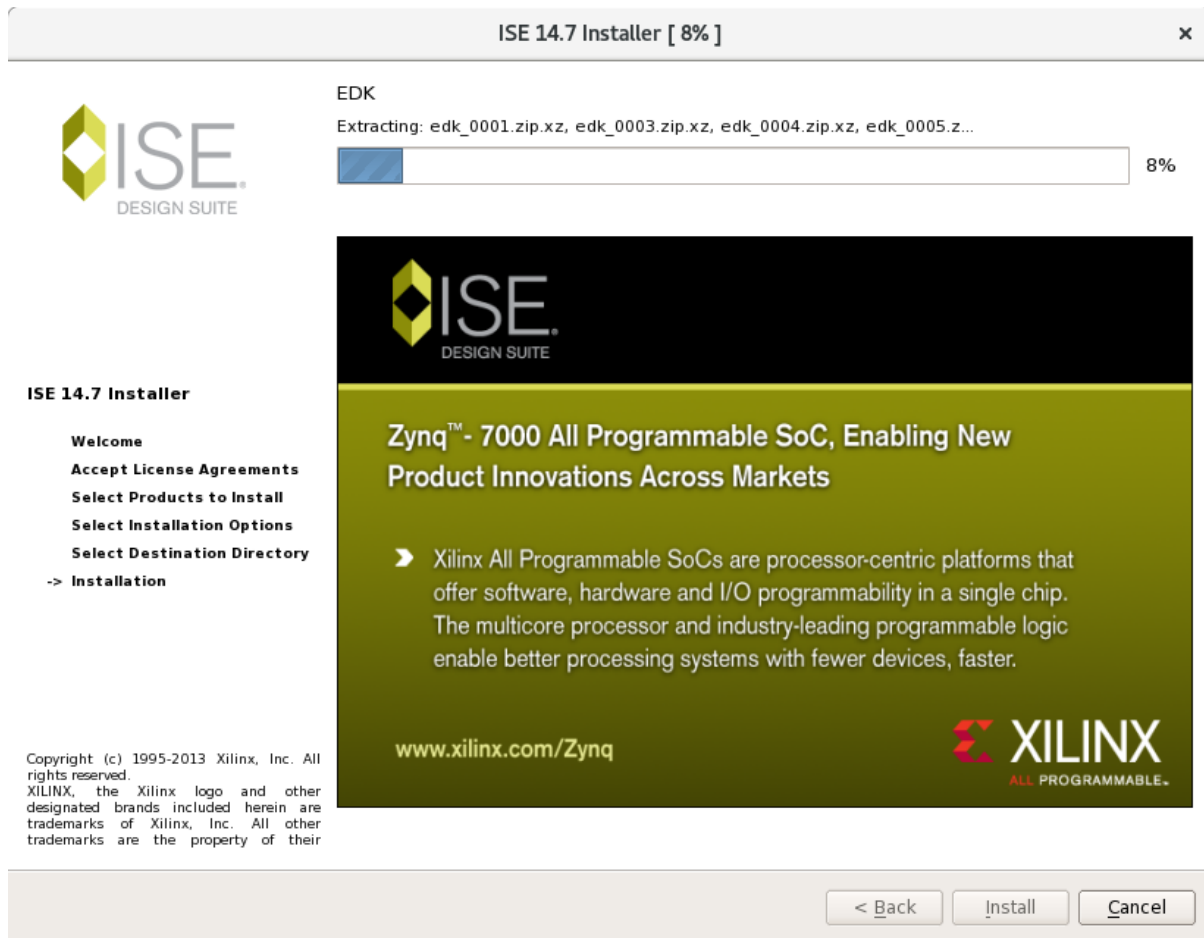 ISE 14.7 Installer [ 8% ]
×
ISE®
DESIGN SUITE
EDK
Extracting: edk_0001.zip.xz, edk_0003.zip.xz, edk_0004.zip.xz, edk_0005.z...
8%
ISE 14.7 Installer
Welcome
Accept License Agreements
Select Products to Install
Select Installation Options
Select Destination Directory
-> Installation
Copyright (c) 1995-2013 Xilinx, Inc. All
rights reserved.
XILINX, the Xilinx logo and other
designated brands included herein are
trademarks of Xilinx, Inc. All other
trademarks are the property of their
ISE®
DESIGN SUITE
Zynq™- 7000 All Programmable SoC, Enabling New
Product Innovations Across Markets
Xilinx All Programmable SoCs are processor-centric platforms that
offer software, hardware and I/O programmability in a single chip.
The multicore processor and industry-leading programmable logic
enable better processing systems with fewer devices, faster.
www.xilinx.com/Zynq
XILINX
ALL PROGRAMMABLE™
< Back
Install
Cancel